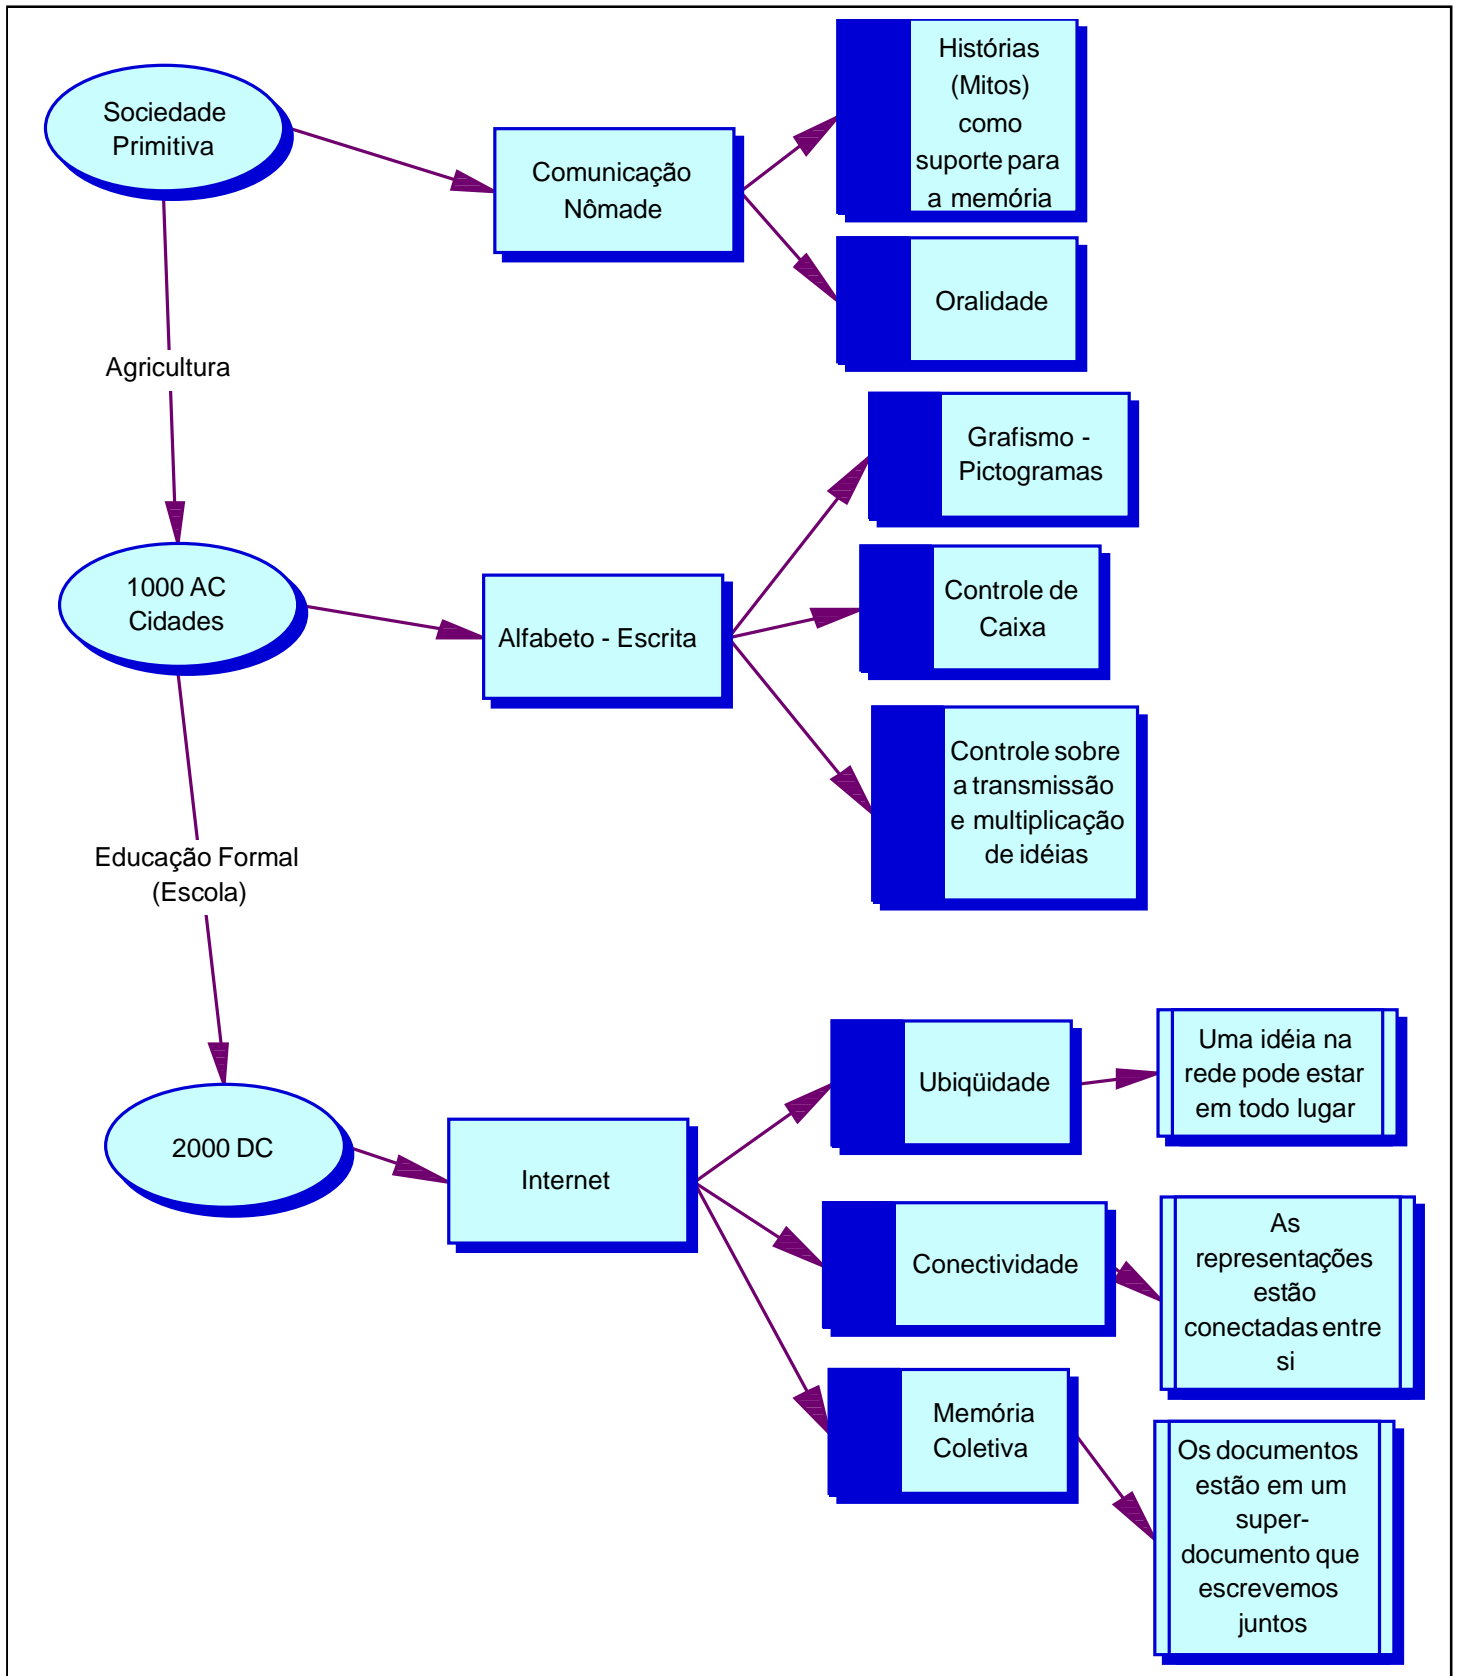 Sociedade
Primitiva
Comunicação
Nômade
Histórias
(Mitos)
como
suporte para
a memória
Oralidade
Agricultura
1000 AC
Cidades
Alfabeto - Escrita
Grafismo -
Pictogramas
Controle de
Caixa
Controle sobre
a transmissão
e multiplicação
de idéias
Educação Formal
(Escola)
2000 DC
Internet
Ubiqüidade
Uma idéia na
rede pode estar
em todo lugar
Conectividade
As
representações
estão
conectadas entre
si
Memória
Coletiva
Os documentos
estão em um
super-
documento que
escrevemos
juntos